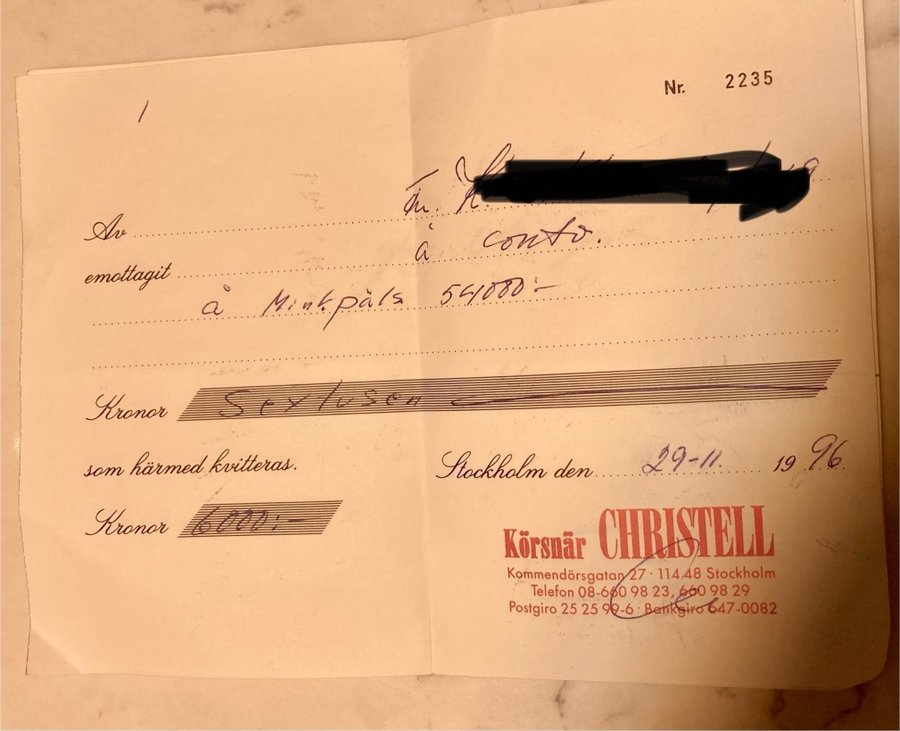 Nr. 2235
Av
à conto.
emottagit
å Minkpäls 54000:-
Kronor Sextusen
som härmed kvitteras.
Stockholm den 29-11. 1996
Kronor 6000:-
Körsnär CHRISTELL
Kommendörsgatan 27 · 114 48 Stockholm
Telefon 08-660 98 23, 660 98 29
Postgiro 25 25 99-6 · Bankgiro 647-0082